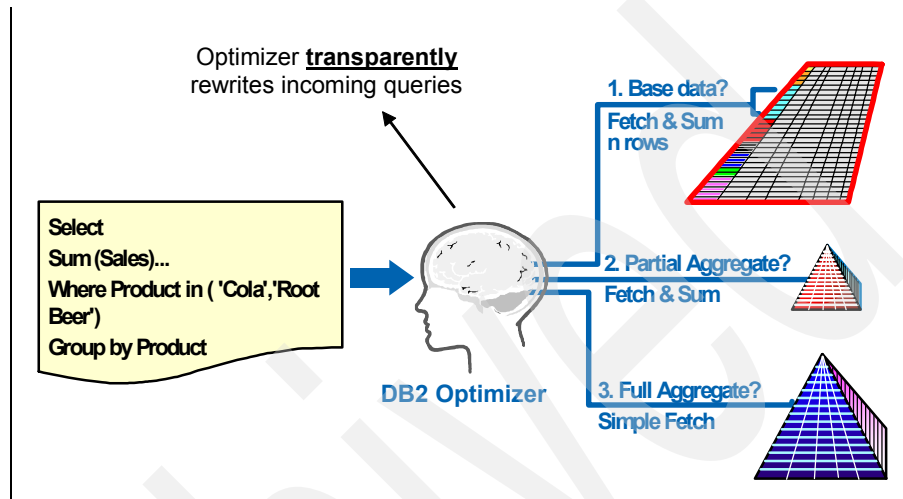 Optimizer transparently
rewrites incoming queries
1. Base data?
Fetch & Sum
n rows
Select
Sum (Sales)...
Where Product in ( 'Cola','Root
Beer')
Group by Product
2. Partial Aggregate?
Fetch & Sum
DB2 Optimizer
3. Full Aggregate?
Simple Fetch